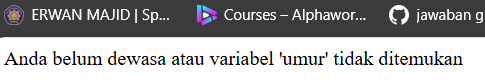 ERWAN MAJID | Sp... Courses – Alphawor... jawaban g
Anda belum dewasa atau variabel 'umur' tidak ditemukan